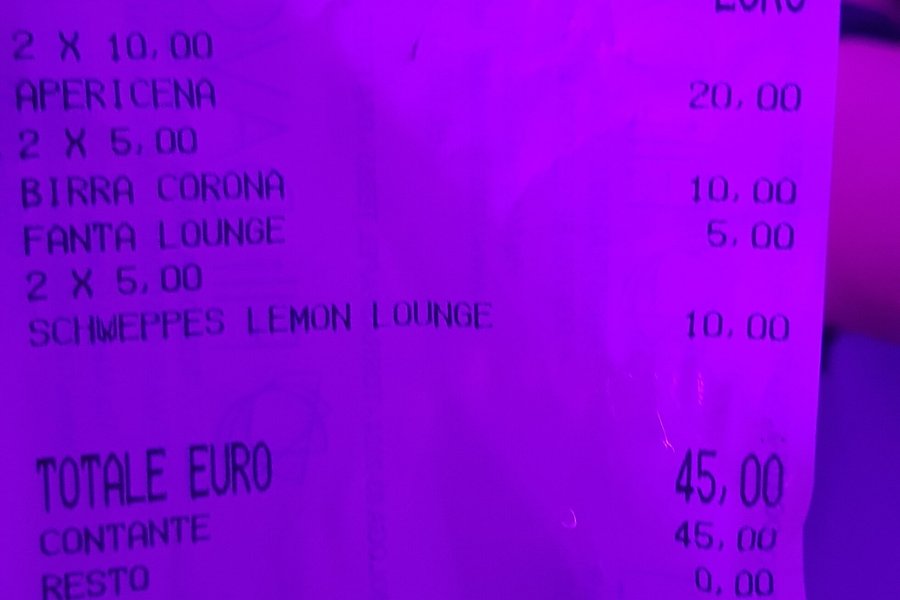 EURO
2 X 10,00
APERICENA 20,00
2 X 5,00
BIRRA CORONA 10,00
FANTA LOUNGE 5,00
2 X 5,00
SCHWEPPES LEMON LOUNGE 10,00
TOTALE EURO 45,00
CONTANTE 45,00
RESTO 0,00